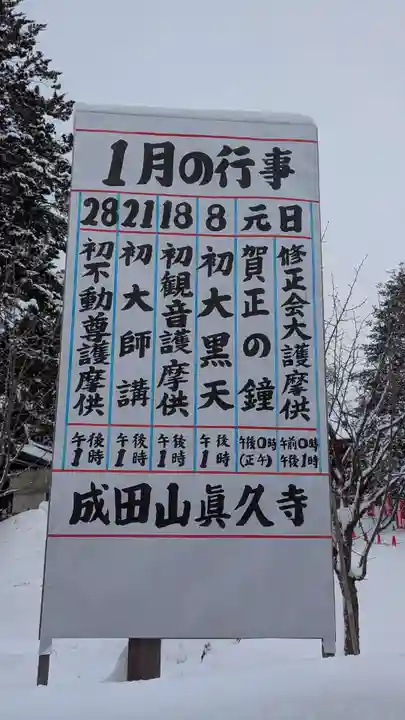 1月の行事
元日
修正会大護摩供
午前0時
午後1時
賀正の鐘
午後0時
(正午)
8
初大黒天
午後
1時
18
初観音護摩供
午後
1時
21
初大師講
午後
1時
28
初不動尊護摩供
午後
1時
成田山眞久寺